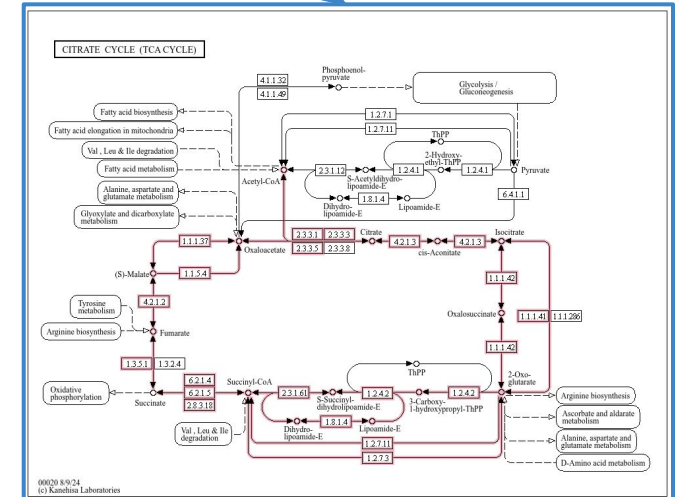 CITRATE CYCLE (TCA CYCLE)
Phosphoenol-
pyruvate
4.1.1.32
4.1.1.49
Glycolysis /
Gluconeogenesis
Fatty acid biosynthesis
Fatty acid elongation in mitochondria
Val , Leu & Ile degradation
Fatty acid metabolism
Alanine, aspartate and
glutamate metabolism
Glyoxylate and dicarboxylate
metabolism
1.2.7.1
1.2.7.11
ThPP
2-Hydroxy-
ethyl-ThPP
Acetyl-CoA
2.3.1.12
S-Acetyldihydro-
lipoamide-E
1.2.4.1
1.2.4.1
Pyruvate
1.8.1.4
Dihydro-
lipoamide-E
Lipoamide-E
6.4.1.1
1.1.1.37
Oxaloacetate
2.3.3.1
2.3.3.3
2.3.3.5
2.3.3.8
Citrate
4.2.1.3
cis-Aconitate
4.2.1.3
Isocitrate
(S)-Malate
1.1.5.4
1.1.1.42
4.2.1.2
Tyrosine
metabolism
Arginine biosynthesis
Fumarate
Oxalosuccinate
1.1.1.41
1.1.1.286
1.1.1.42
1.3.5.1
1.3.2.4
ThPP
2-Oxo-
glutarate
Oxidative
phosphorylation
Succinate
6.2.1.4
6.2.1.5
2.8.3.18
Succinyl-CoA
2.3.1.61
S-Succinyl-
dihydrolipoamide-E
1.2.4.2
3-Carboxy-
1-hydroxypropyl-ThPP
1.2.4.2
1.8.1.4
Dihydro-
lipoamide-E
Lipoamide-E
Val , Leu & Ile
degradation
1.2.7.11
1.2.7.3
Arginine biosynthesis
Ascorbate and aldarate
metabolism
Alanine, aspartate and
glutamate metabolism
D-Amino acid metabolism
00020 8/9/24
(c) Kanehisa Laboratories